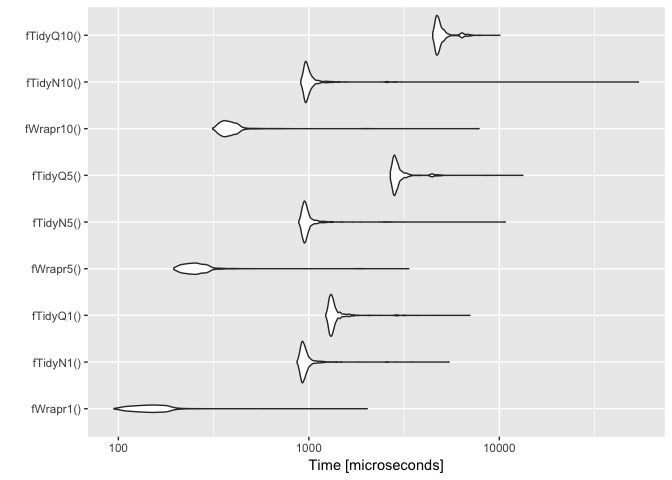 fTidyQ10()
fTidyN10()
fWrapr10()
fTidyQ5()
fTidyN5()
fWrapr5()
fTidyQ1()
fTidyN1()
fWrapr1()
100 1000 10000
Time [microseconds]